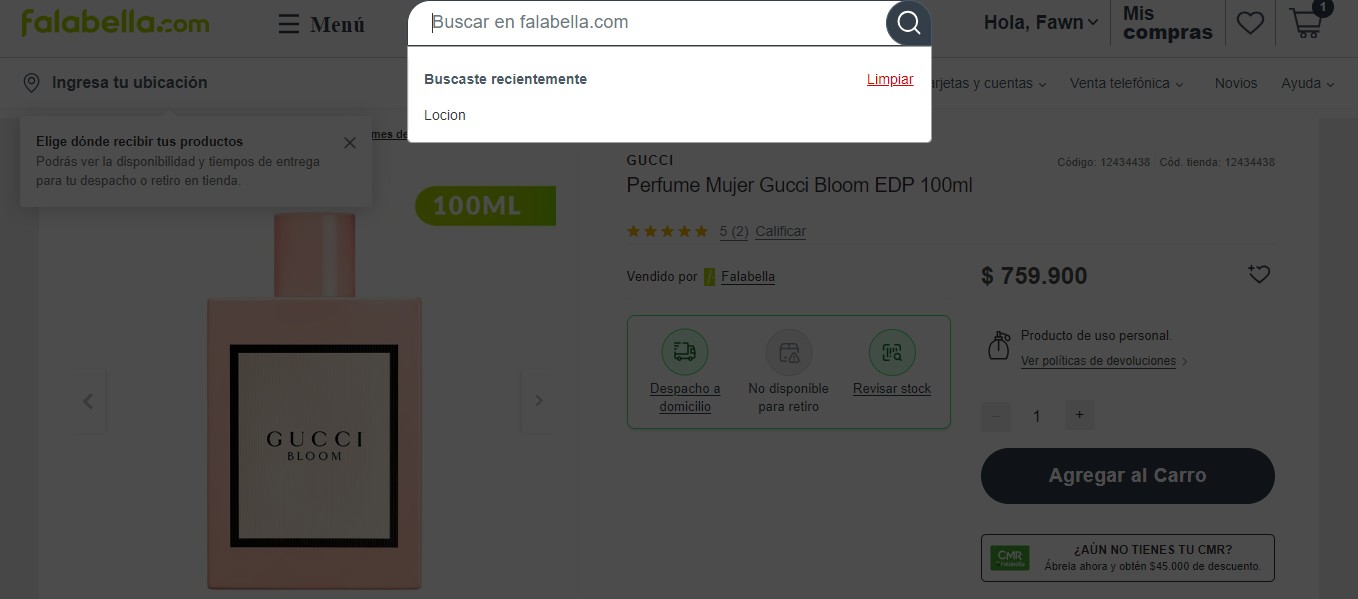 falabella.com
Menú
Buscar en falabella.com
Hola, Fawn
Mis
compras
1
Buscaste recientemente
Limpiar
Locion
Ingresa tu ubicación
arjetas y cuentas
Venta telefónica
Novios
Ayuda
Elige dónde recibir tus productos
Podrás ver la disponibilidad y tiempos de entrega
para tu despacho o retiro en tienda.
mes de
GUCCI
Código: 12434438 Cód. tienda: 12434438
Perfume Mujer Gucci Bloom EDP 100ml
100ML
5 (2) Calificar
Vendido por Falabella
$ 759.900
Producto de uso personal.
Ver políticas de devoluciones
Despacho a
domicilio
No disponible
para retiro
Revisar stock
- 1 +
GUCCI
BLOOM
Agregar al Carro
CMR
Falabella
¿AÚN NO TIENES TU CMR?
Ábrela ahora y obtén $45.000 de descuento.